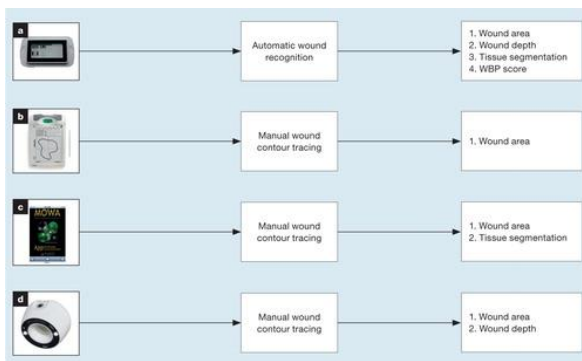 a
Automatic wound
recognition
1. Wound area
2. Wound depth
3. Tissue segmentation
4. WBP score
b
Manual wound
contour tracing
1. Wound area
c
MOWA
Manual wound
contour tracing
1. Wound area
2. Tissue segmentation
d
Manual wound
contour tracing
1. Wound area
2. Wound depth